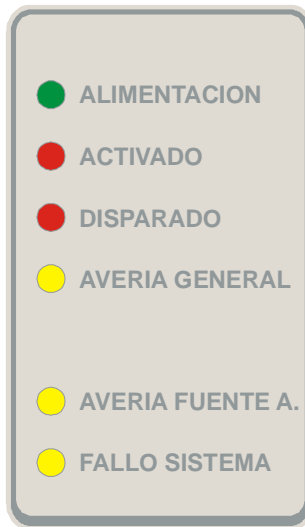 ALIMENTACION
ACTIVADO
DISPARADO
AVERIA GENERAL
AVERIA FUENTE A.
FALLO SISTEMA